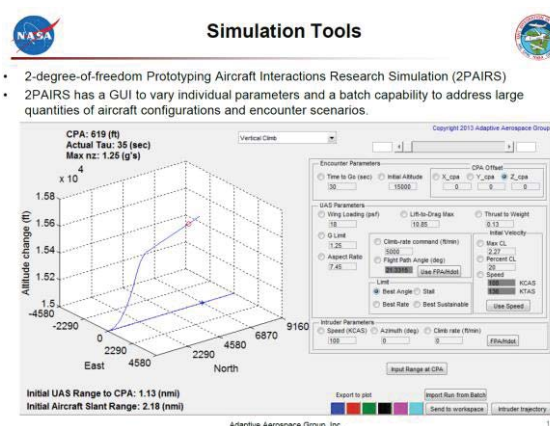 NASA
Simulation Tools
• 2-degree-of-freedom Prototyping Aircraft Interactions Research Simulation (2PAIRS)
• 2PAIRS has a GUI to vary individual parameters and a batch capability to address large
quantities of aircraft configurations and encounter scenarios.
Copyright 2013 Adaptive Aerospace Group
CPA: 619 (ft)
Actual Tau: 35 (sec)
Max nz: 1.25 (g's)
Vertical Climb
x 10 4
1.58
1.56
1.54
1.52
1.5
Altitude change (ft)
-4580
-2290
0
2290
4580
East
-4580
-2290
0
2290
4580
6870
9160
North
Initial UAS Range to CPA: 1.13 (nmi)
Initial Aircraft Slant Range: 2.18 (nmi)
Encounter Parameters
CPA Offset
Time to Go (sec) Initial Altitude X_cpa Y_cpa Z_cpa
30 15000 0 0 0
UAS Parameters
Wing Loading (psf) Lift-to-Drag Max Thrust to Weight
18 10.85 0.13
G Limit
1.25
Aspect Ratio
7.45
Climb-rate command (ft/min)
5000
Flight Path Angle (deg)
Use FPA/Hdot
Limit
Best Angle Stall
Best Rate Best Sustainable
Initial Velocity
Max CL
2.27
Percent CL
20
Speed
KCAS
KTAS
Use Speed
Intruder Parameters
Speed (KCAS) Azimuth (deg) Climb rate (ft/min)
100 0 0 FPA/Hdot
Input Range at CPA
Export to plot
Import Run from Batch
Send to workspace Intruder trajectory
Adaptive Aerospace Group, Inc.